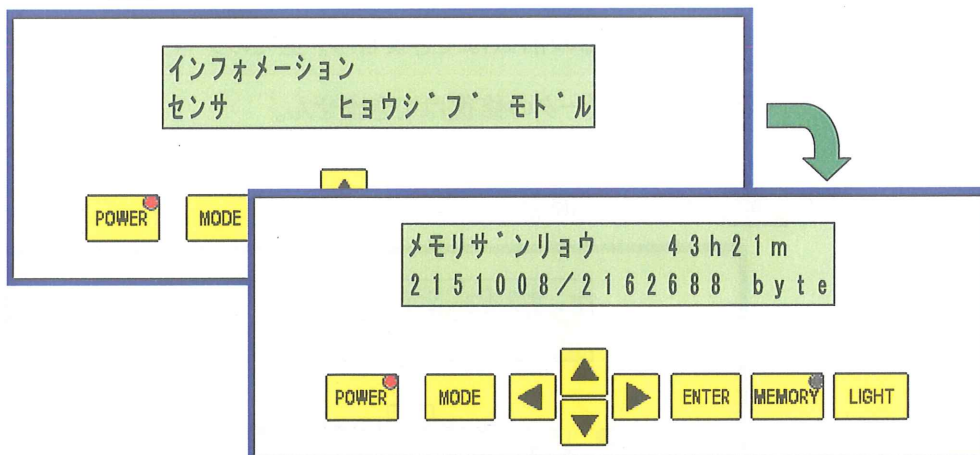 インフォメーション
センサ ヒョウシ゛フ゛ モト゛ル
POWER MODE
メモリサ゛ンリョウ 43h21m
2151008/2162688 byte
POWER MODE ENTER MEMORY LIGHT